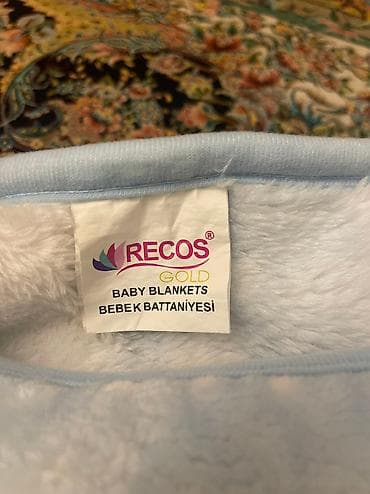 RECOS®
GOLD
BABY BLANKETS
BEBEK BATTANİYESİ